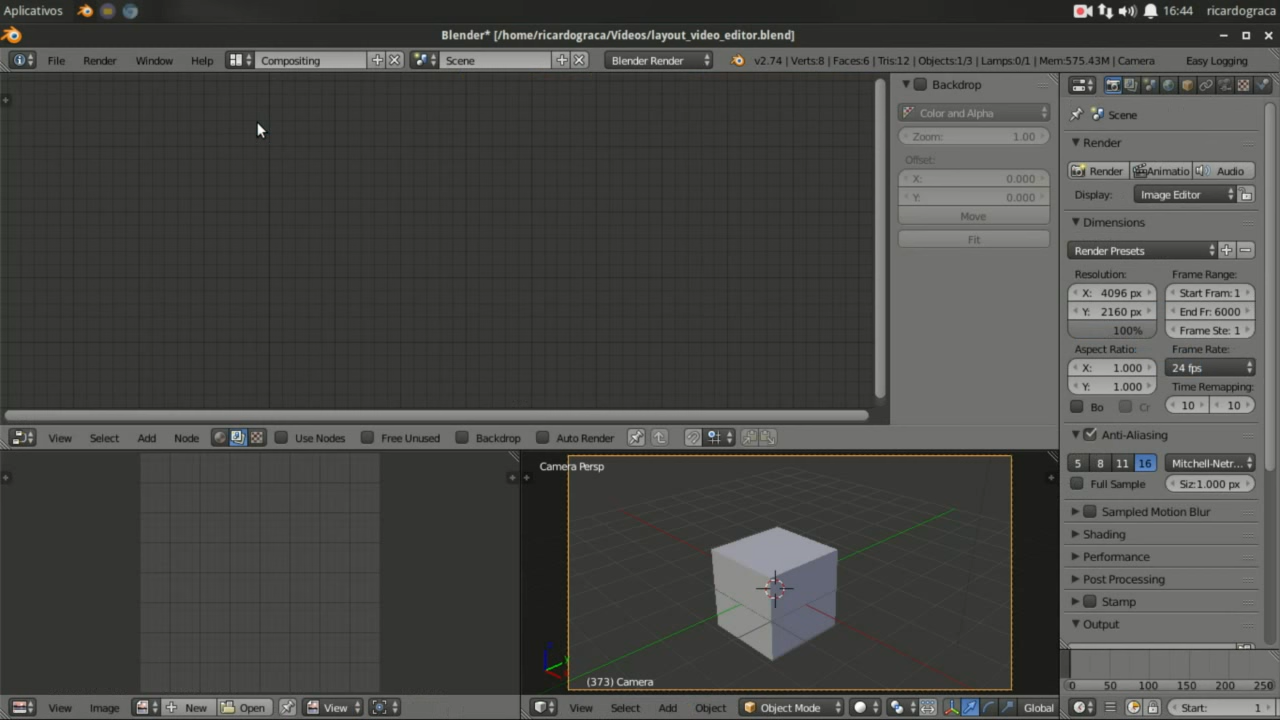 Aplicativos 16:44 ricardograca
Blender* [/home/ricardograca/Vídeos/layout_video_editor.blend]
File Render Window Help Compositing Scene Blender Render v2.74 | Verts:8 | Faces:6 | Tris:12 | Objects:1/3 | Lamps:0/1 | Mem:575.43M | Camera Easy Logging
Backdrop
Color and Alpha
Zoom: 1.00
Offset:
X: 0.000
Y: 0.000
Move
Fit
Scene
Render
Render Animatio Audio
Display: Image Editor
Dimensions
Render Presets
Resolution: Frame Range:
X: 4096 px Start Fram: 1
Y: 2160 px End Fr: 6000
100% Frame Ste: 1
Aspect Ratio: Frame Rate:
X: 1.000 24 fps
Y: 1.000 Time Remapping:
Bo Cr 10 10
Anti-Aliasing
5 8 11 16 Mitchell-Netr...
Full Sample Siz:1.000 px
Sampled Motion Blur
Shading
Performance
Post Processing
Stamp
Output
View Select Add Node Use Nodes Free Unused Backdrop Auto Render
Camera Persp
(373) Camera
0 50 100 150 200 250
View Image New Open View
View Select Add Object Object Mode Global
Start: 1